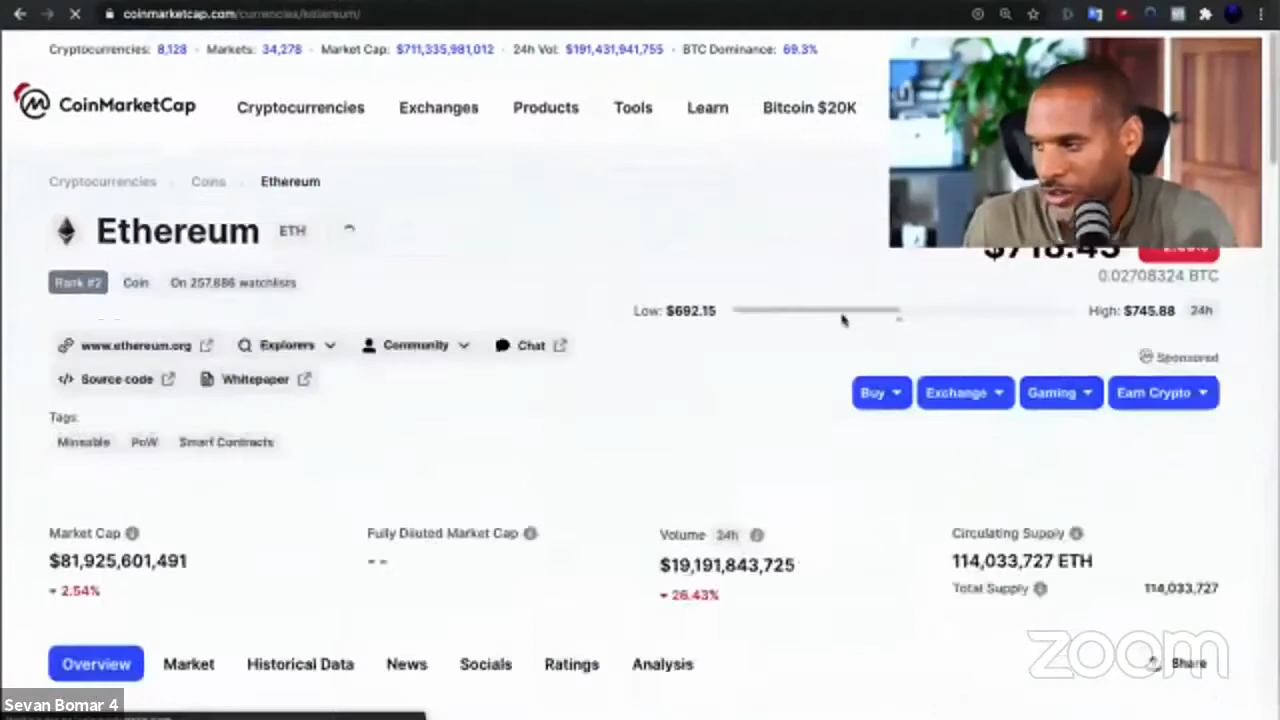 coinmarketcap.com/currencies/ethereum/
Cryptocurrencies: 8,128 · Markets: 34,278 · Market Cap: $711,335,981,012 · 24h Vol: $191,431,941,755 · BTC Dominance: 69.3%
CoinMarketCap Cryptocurrencies Exchanges Products Tools Learn Bitcoin $20K
Cryptocurrencies Coins Ethereum
Ethereum ETH
$718.43
0.02708324 BTC
Rank #2 Coin On 257,886 watchlists
Low: $692.15 High: $745.88 24h
www.ethereum.org Explorers Community Chat
Sponsored
Source code Whitepaper
Buy Exchange Gaming Earn Crypto
Tags:
Mineable PoW Smart Contracts
Market Cap Fully Diluted Market Cap Volume 24h Circulating Supply
$81,925,601,491 - - $19,191,843,725 114,033,727 ETH
2.54% 26.43% Total Supply 114,033,727
Overview Market Historical Data News Socials Ratings Analysis Share
zoom
Sevan Bomar 4